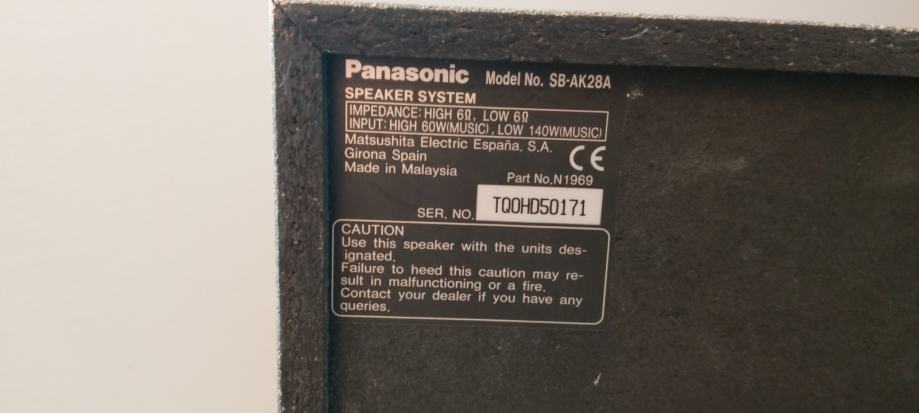 Panasonic Model No. SB-AK28A
SPEAKER SYSTEM
IMPEDANCE: HIGH 6Ω, LOW 6Ω
INPUT: HIGH 60W(MUSIC), LOW 140W(MUSIC)
Matsushita Electric España, S.A.
Girona Spain
Made in Malaysia
CE
Part No.N1969
SER. NO. TQ0HD50171
CAUTION
Use this speaker with the units des-
ignated.
Failure to heed this caution may re-
sult in malfunctioning or a fire.
Contact your dealer if you have any
queries.